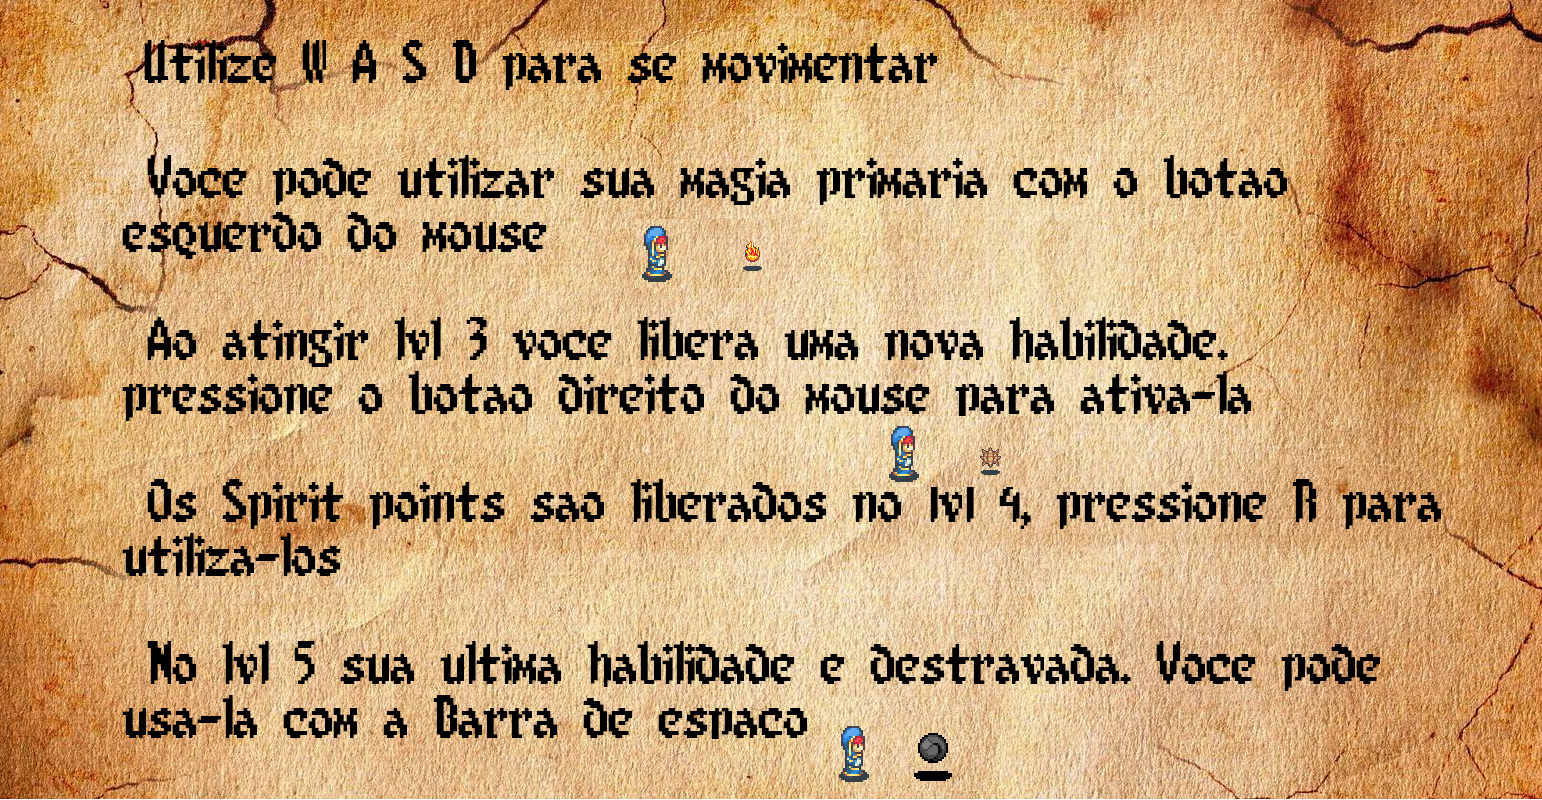 Utilize W A S D para se movimentar
Voce pode utilizar sua magia primaria com o botao
esquerdo do mouse
Ao atingir lvl 3 voce libera uma nova habilidade.
pressione o botao direito do mouse para ativa-la
Os Spirit points sao liberados no lvl 4, pressione R para
utiliza-los
No lvl 5 sua ultima habilidade e destravada. Voce pode
usa-la com a Barra de espaco